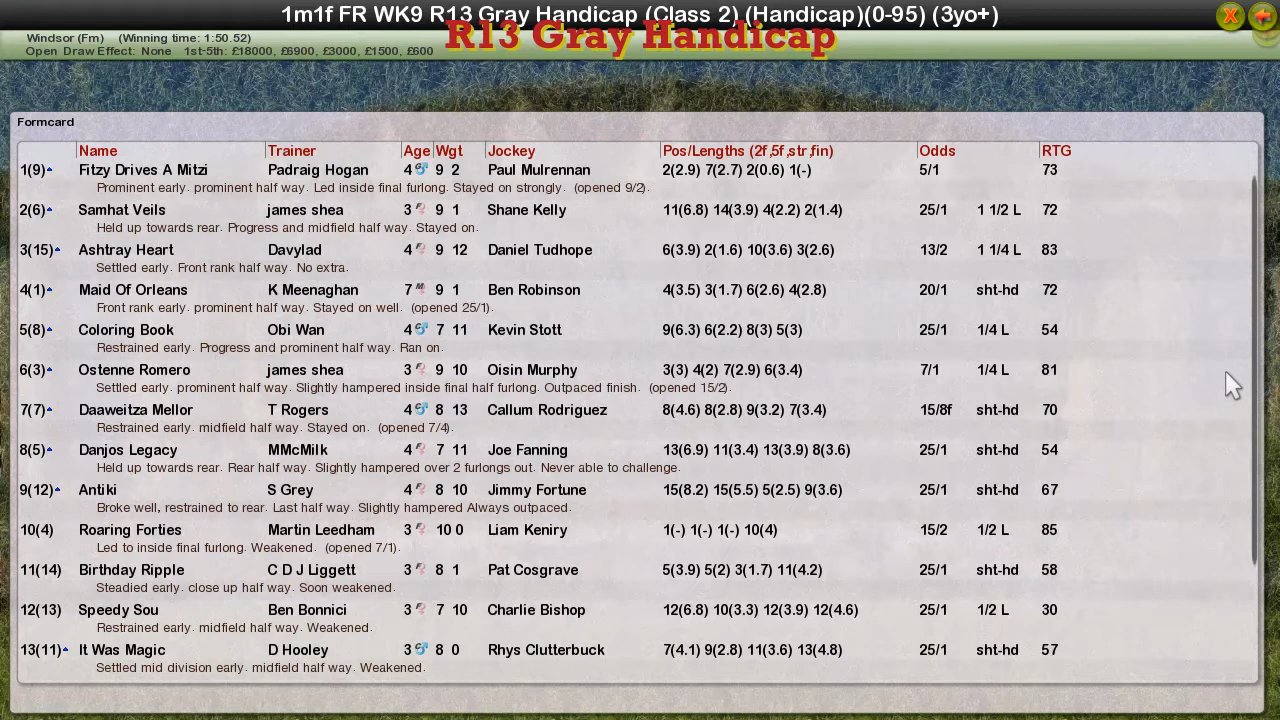 1m1f FR WK9 R13 Gray Handicap (Class 2) (Handicap)(0-95) (3yo+)
R13 Gray Handicap
Windsor (Fm) (Winning time: 1:50.52)
Open Draw Effect: None 1st-5th: £18000, £6900, £3000, £1500, £600
Formcard
Name Trainer Age Wgt Jockey Pos/Lengths (2f,5f,str,fin) Odds RTG
1(9) Fitzy Drives A Mitzi Padraig Hogan 4 9 2 Paul Mulrennan 2(2.9) 7(2.7) 2(0.6) 1(-) 5/1 73
Prominent early. prominent half way. Led inside final furlong. Stayed on strongly. (opened 9/2).
2(6) Samhat Veils james shea 3 9 1 Shane Kelly 11(6.8) 14(3.9) 4(2.2) 2(1.4) 25/1 1 1/2 L 72
Held up towards rear. Progress and midfield half way. Stayed on.
3(15) Ashtray Heart Davylad 4 9 12 Daniel Tudhope 6(3.9) 2(1.6) 10(3.6) 3(2.6) 13/2 1 1/4 L 83
Settled early. Front rank half way. No extra.
4(1) Maid Of Orleans K Meenaghan 7 9 1 Ben Robinson 4(3.5) 3(1.7) 6(2.6) 4(2.8) 20/1 sht-hd 72
Front rank early. prominent half way. Stayed on well. (opened 25/1).
5(8) Coloring Book Obi Wan 4 7 11 Kevin Stott 9(6.3) 6(2.2) 8(3) 5(3) 25/1 1/4 L 54
Restrained early. Progress and prominent half way. Ran on.
6(3) Ostenne Romero james shea 3 9 10 Oisin Murphy 3(3) 4(2) 7(2.9) 6(3.4) 7/1 1/4 L 81
Settled early. prominent half way. Slightly hampered inside final half furlong. Outpaced finish. (opened 15/2).
7(7) Daaweitza Mellor T Rogers 4 8 13 Callum Rodriguez 8(4.6) 8(2.8) 9(3.2) 7(3.4) 15/8f sht-hd 70
Restrained early. midfield half way. Stayed on. (opened 7/4).
8(5) Danjos Legacy MMcMilk 4 7 11 Joe Fanning 13(6.9) 11(3.4) 13(3.9) 8(3.6) 25/1 sht-hd 54
Held up towards rear. Rear half way. Slightly hampered over 2 furlongs out. Never able to challenge.
9(12) Antiki S Grey 4 8 10 Jimmy Fortune 15(8.2) 15(5.5) 5(2.5) 9(3.6) 25/1 sht-hd 67
Broke well, restrained to rear. Last half way. Slightly hampered Always outpaced.
10(4) Roaring Forties Martin Leedham 3 10 0 Liam Keniry 1(-) 1(-) 1(-) 10(4) 15/2 1/2 L 85
Led to inside final furlong. Weakened. (opened 7/1).
11(14) Birthday Ripple C D J Liggett 3 8 1 Pat Cosgrave 5(3.9) 5(2) 3(1.7) 11(4.2) 25/1 sht-hd 58
Steadied early. close up half way. Soon weakened.
12(13) Speedy Sou Ben Bonnici 3 7 10 Charlie Bishop 12(6.8) 10(3.3) 12(3.9) 12(4.6) 25/1 1/2 L 30
Restrained early. midfield half way. Weakened.
13(11) It Was Magic D Hooley 3 8 0 Rhys Clutterbuck 7(4.1) 9(2.8) 11(3.6) 13(4.8) 25/1 sht-hd 57
Settled mid division early. midfield half way. Weakened.